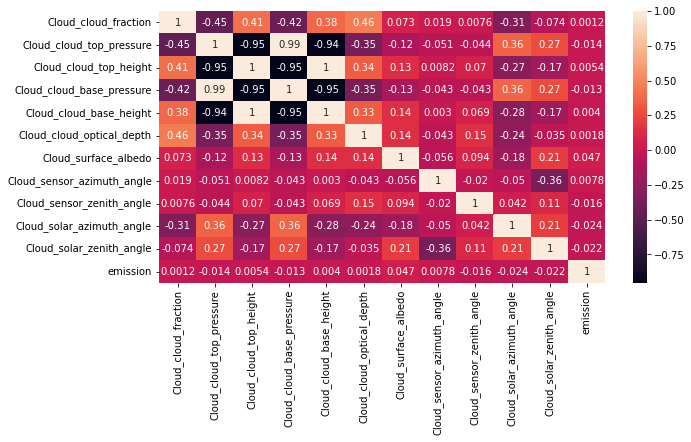 Cloud_cloud_fraction 1 -0.45 0.41 -0.42 0.38 0.46 0.073 0.019 0.0076 -0.31 -0.074 0.0012
Cloud_cloud_top_pressure -0.45 1 -0.95 0.99 -0.94 -0.35 -0.12 -0.051 -0.044 0.36 0.27 -0.014
Cloud_cloud_top_height 0.41 -0.95 1 -0.95 1 0.34 0.13 0.0082 0.07 -0.27 -0.17 0.0054
Cloud_cloud_base_pressure -0.42 0.99 -0.95 1 -0.95 -0.35 -0.13 -0.043 -0.043 0.36 0.27 -0.013
Cloud_cloud_base_height 0.38 -0.94 1 -0.95 1 0.33 0.14 0.003 0.069 -0.28 -0.17 0.004
Cloud_cloud_optical_depth 0.46 -0.35 0.34 -0.35 0.33 1 0.14 -0.043 0.15 -0.24 -0.035 0.0018
Cloud_surface_albedo 0.073 -0.12 0.13 -0.13 0.14 0.14 1 -0.056 0.094 -0.18 0.21 0.047
Cloud_sensor_azimuth_angle 0.019 -0.051 0.0082 -0.043 0.003 -0.043 -0.056 1 -0.02 -0.05 -0.36 0.0078
Cloud_sensor_zenith_angle 0.0076 -0.044 0.07 -0.043 0.069 0.15 0.094 -0.02 1 0.042 0.11 -0.016
Cloud_solar_azimuth_angle -0.31 0.36 -0.27 0.36 -0.28 -0.24 -0.18 -0.05 0.042 1 0.21 -0.024
Cloud_solar_zenith_angle -0.074 0.27 -0.17 0.27 -0.17 -0.035 0.21 -0.36 0.11 0.21 1 -0.022
emission 0.0012 -0.014 0.0054 -0.013 0.004 0.0018 0.047 0.0078 -0.016 -0.024 -0.022 1
Cloud_cloud_fraction
Cloud_cloud_top_pressure
Cloud_cloud_top_height
Cloud_cloud_base_pressure
Cloud_cloud_base_height
Cloud_cloud_optical_depth
Cloud_surface_albedo
Cloud_sensor_azimuth_angle
Cloud_sensor_zenith_angle
Cloud_solar_azimuth_angle
Cloud_solar_zenith_angle
emission
1.00
0.75
0.50
0.25
0.00
-0.25
-0.50
-0.75